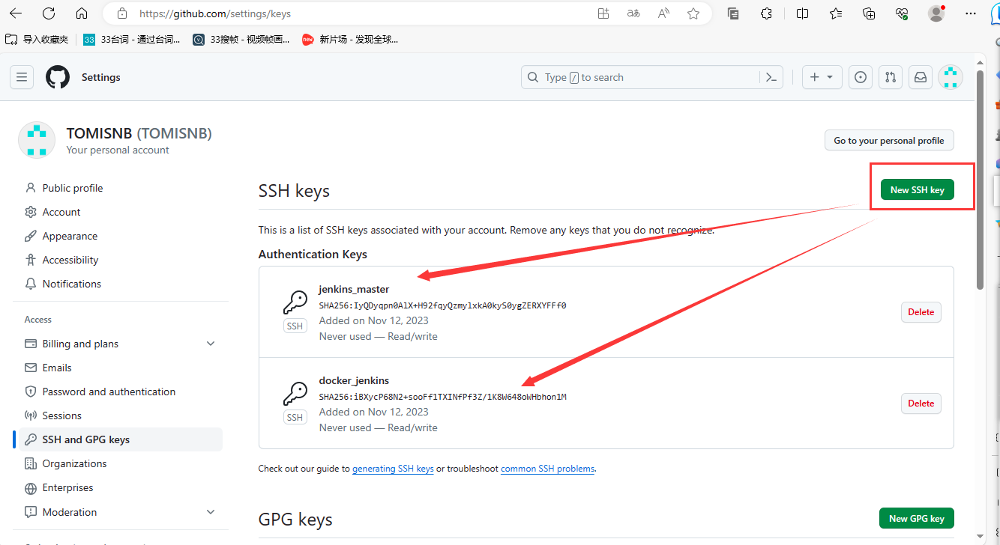 https://github.com/settings/keys
导入收藏夹
33台词 - 通过台词...
33搜帧 - 视频帧画...
新片场 - 发现全球...
Settings
Type / to search
TOMISNB (TOMISNB)
Your personal account
Go to your personal profile
Public profile
Account
Appearance
Accessibility
Notifications
Access
Billing and plans
Emails
Password and authentication
Sessions
SSH and GPG keys
Organizations
Enterprises
Moderation
SSH keys
New SSH key
This is a list of SSH keys associated with your account. Remove any keys that you do not recognize.
Authentication Keys
jenkins_master
SHA256:IyQDyqpn0AlX+H92fqyQzmylxkA0kyS0ygZERXYFFf0
Added on Nov 12, 2023
Never used — Read/write
SSH
Delete
docker_jenkins
SHA256:iBXycP68N2+sooFf1TXINfPf3Z/1K8W648oWHbhon1M
Added on Nov 12, 2023
Never used — Read/write
SSH
Delete
Check out our guide to generating SSH keys or troubleshoot common SSH problems.
GPG keys
New GPG key